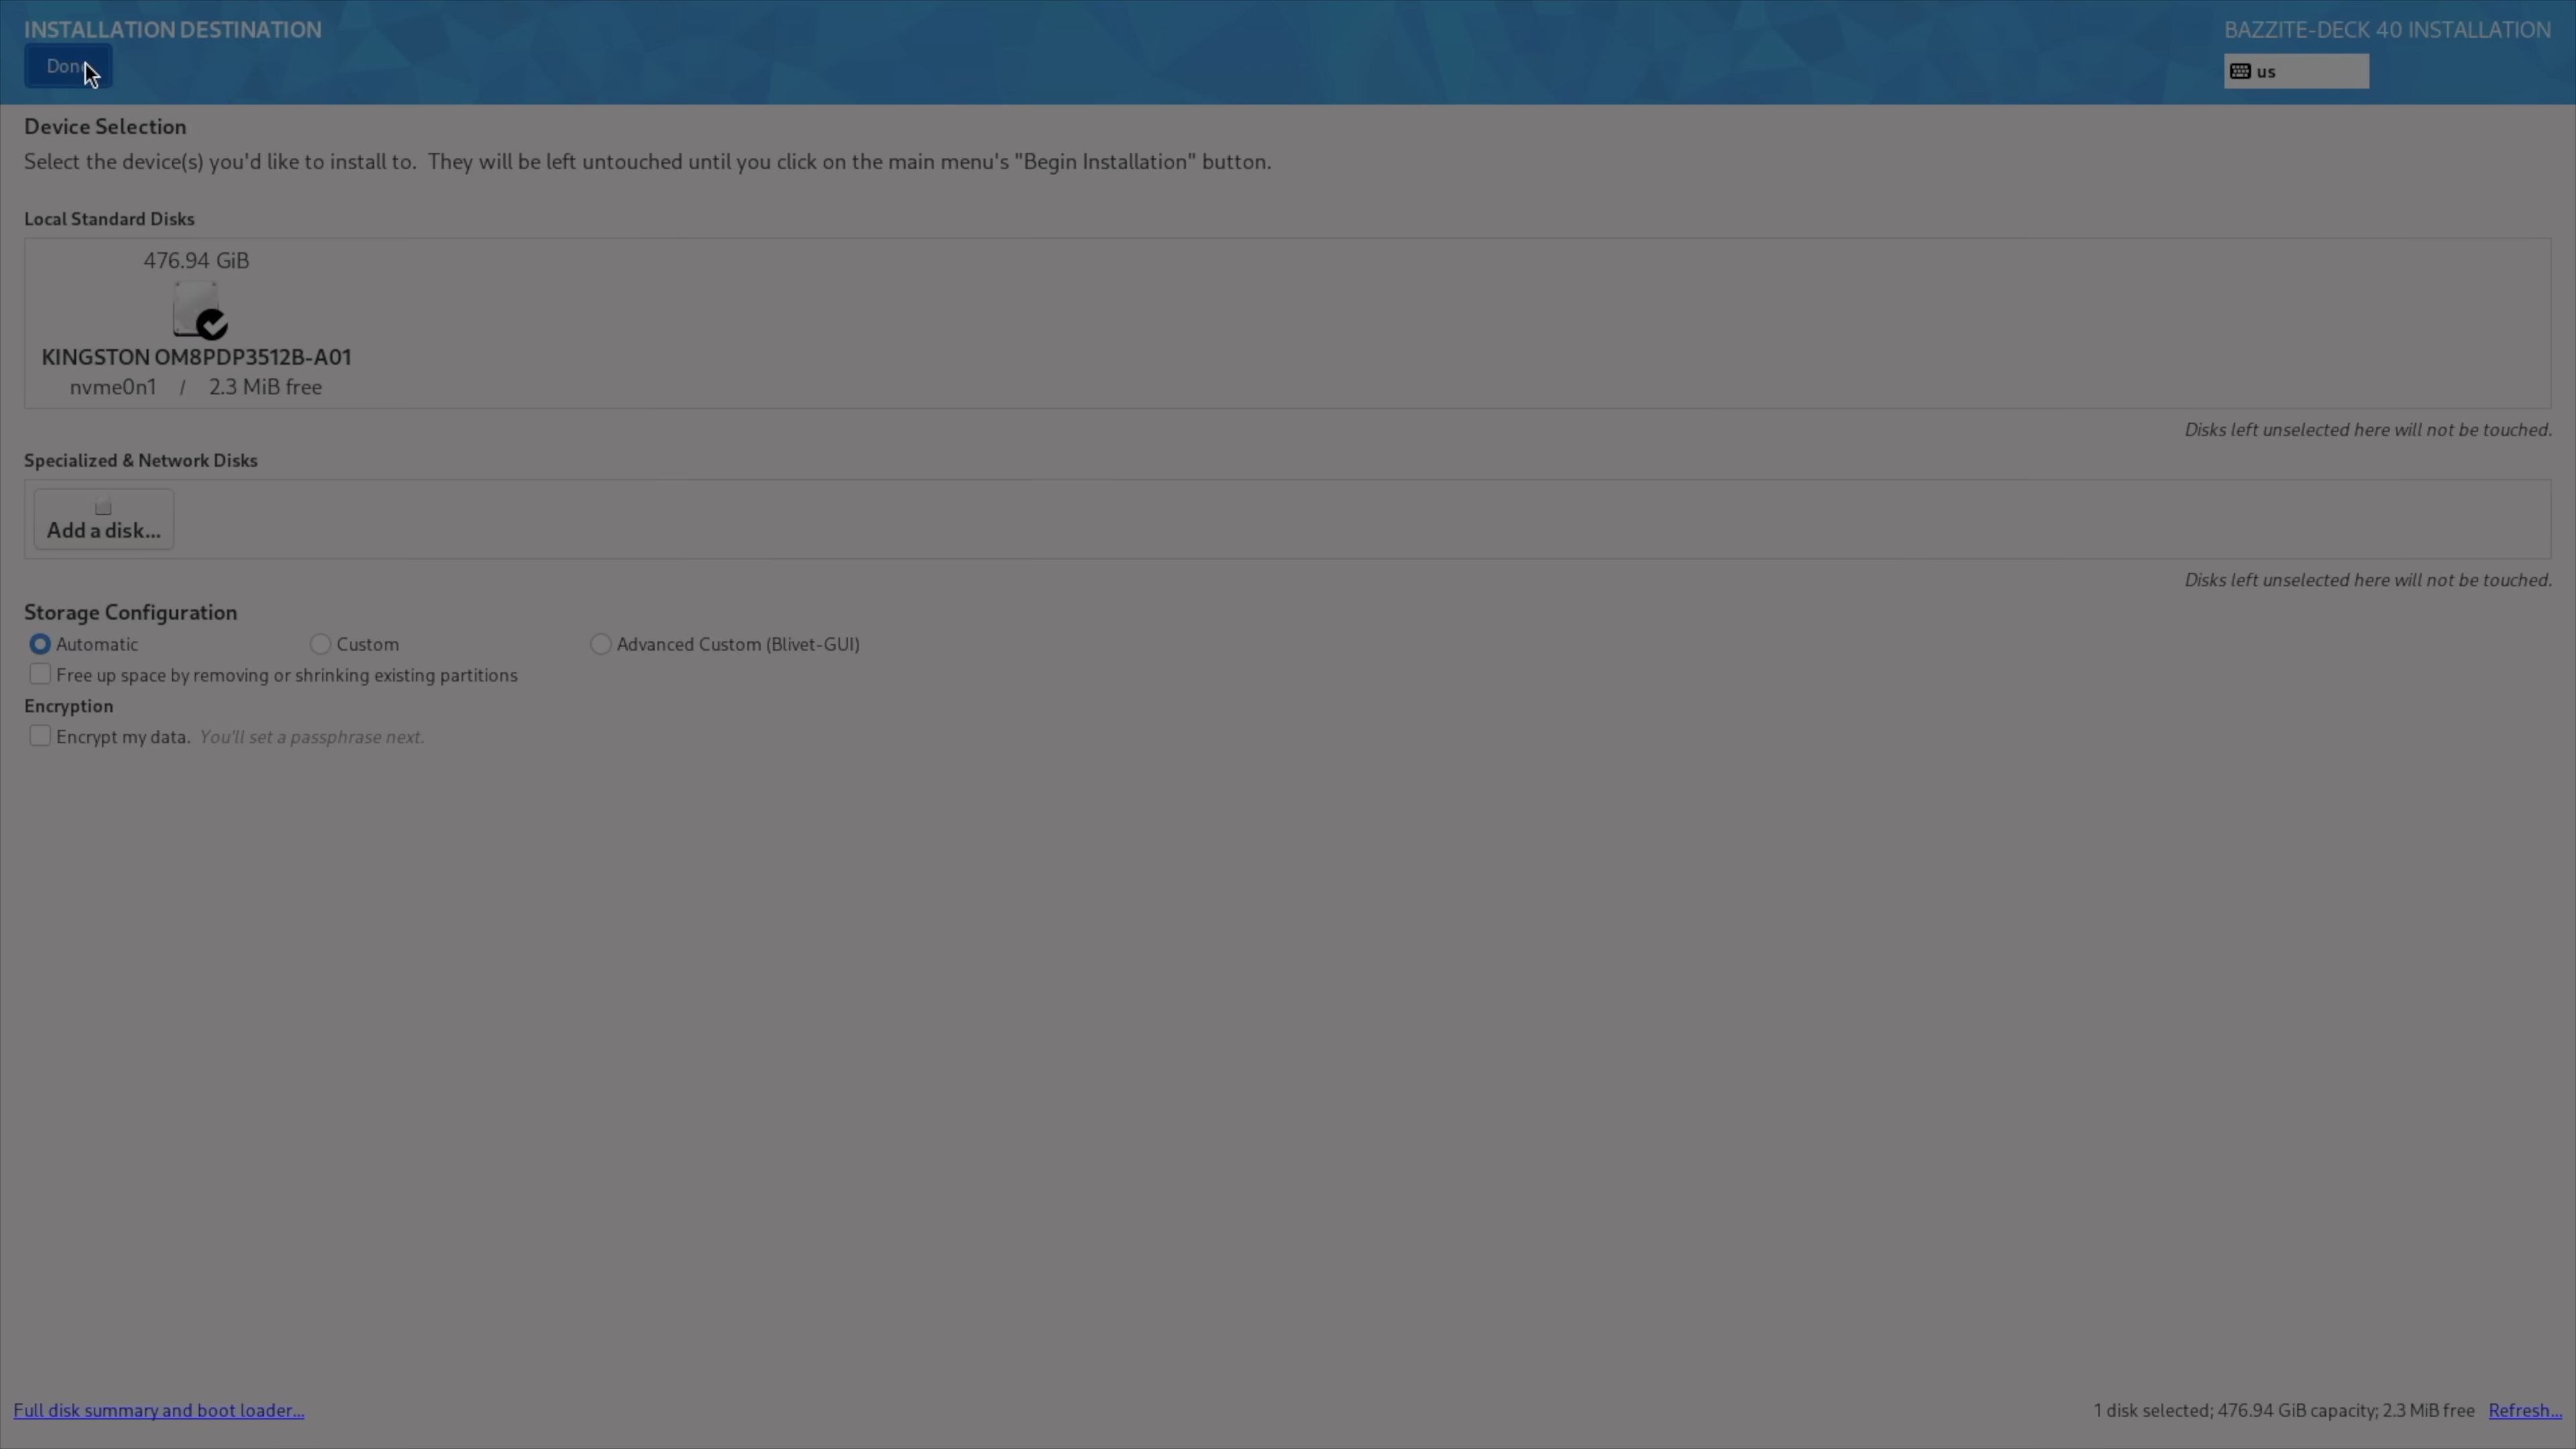 INSTALLATION DESTINATION
BAZZITE-DECK 40 INSTALLATION
Done
us
Device Selection
Select the device(s) you'd like to install to.  They will be left untouched until you click on the main menu's "Begin Installation" button.
Local Standard Disks
476.94 GiB
KINGSTON OM8PDP3512B-A01
nvme0n1 / 2.3 MiB free
Disks left unselected here will not be touched.
Specialized & Network Disks
Add a disk...
Disks left unselected here will not be touched.
Storage Configuration
Automatic Custom Advanced Custom (Blivet-GUI)
Free up space by removing or shrinking existing partitions
Encryption
Encrypt my data. You'll set a passphrase next.
Full disk summary and boot loader...
1 disk selected; 476.94 GiB capacity; 2.3 MiB free Refresh...